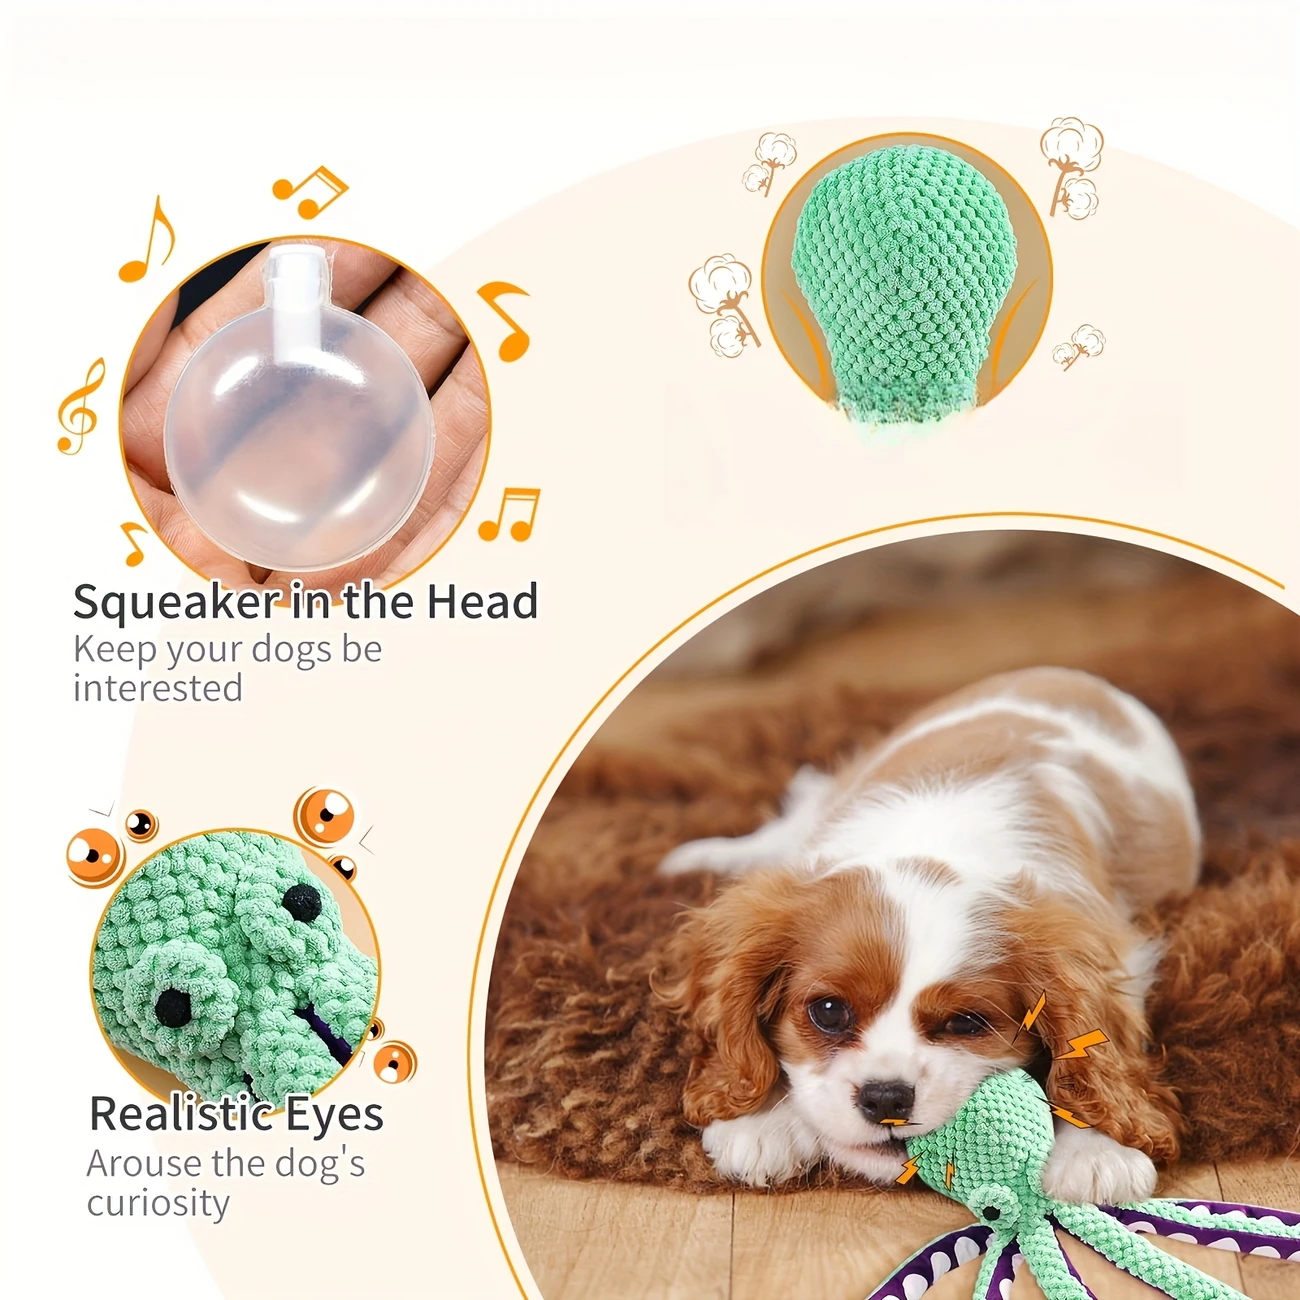 Squeaker in the Head
Keep your dogs be
interested
Realistic Eyes
Arouse the dog's
curiosity